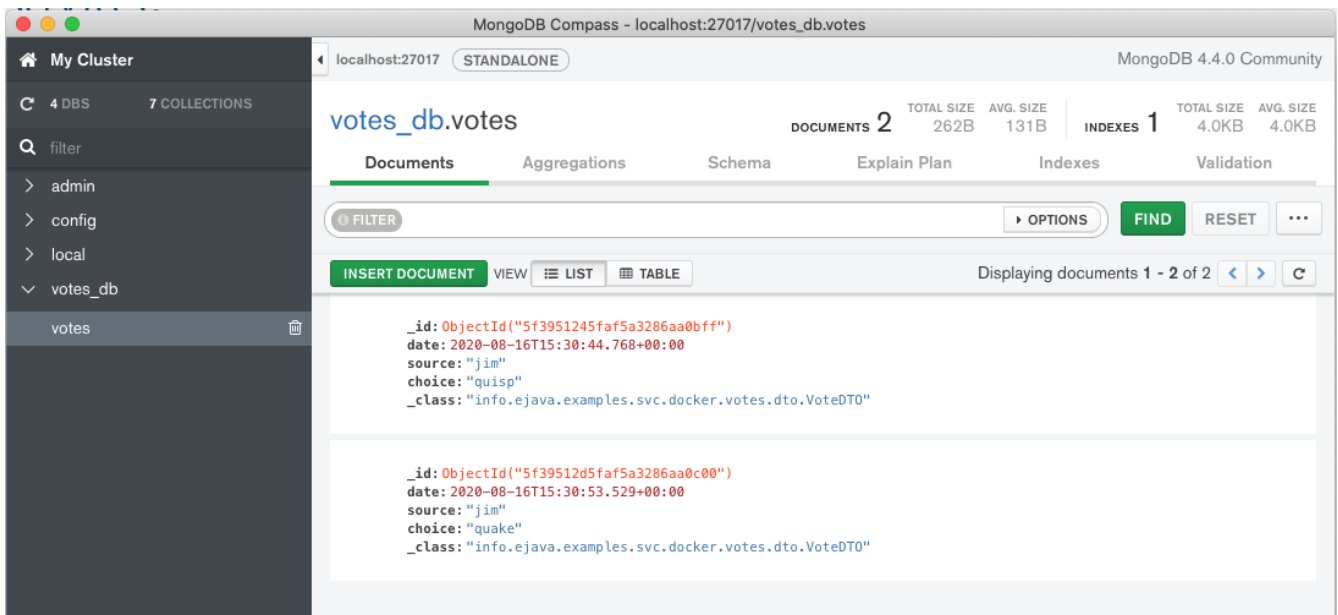 MongoDB Compass - localhost:27017/votes_db.votes
My Cluster
localhost:27017 STANDALONE MongoDB 4.4.0 Community
4 DBS 7 COLLECTIONS
votes_db.votes
DOCUMENTS 2 TOTAL SIZE 262B AVG. SIZE 131B INDEXES 1 TOTAL SIZE 4.0KB AVG. SIZE 4.0KB
filter
Documents Aggregations Schema Explain Plan Indexes Validation
admin
config
local
votes_db
votes
FILTER OPTIONS FIND RESET ...
INSERT DOCUMENT VIEW LIST TABLE Displaying documents 1 - 2 of 2
_id: ObjectId("5f3951245faf5a3286aa0bff")
date: 2020-08-16T15:30:44.768+00:00
source: "jim"
choice: "quisp"
_class: "info.ejava.examples.svc.docker.votes.dto.VoteDTO"
_id: ObjectId("5f39512d5faf5a3286aa0c00")
date: 2020-08-16T15:30:53.529+00:00
source: "jim"
choice: "quake"
_class: "info.ejava.examples.svc.docker.votes.dto.VoteDTO"